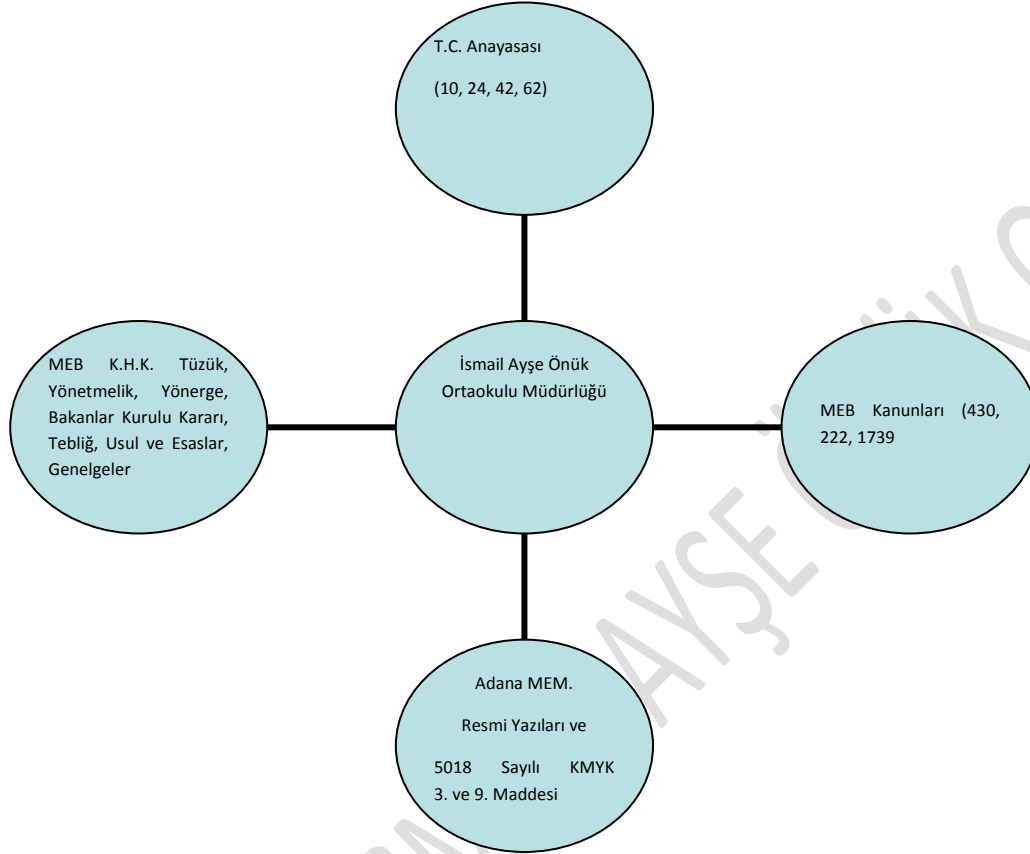 T.C. Anayasası
(10, 24, 42, 62)
MEB K.H.K. Tüzük,
Yönetmelik, Yönerge,
Bakanlar Kurulu Kararı,
Tebliğ, Usul ve Esaslar,
Genelgeler
İsmail Ayşe Önük
Ortaokulu Müdürlüğü
MEB Kanunları (430,
222, 1739
Adana MEM.
Resmi Yazıları ve
5018 Sayılı KMYK
3. ve 9. Maddesi
AYŞE